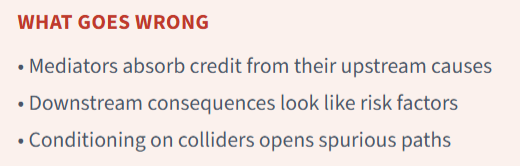 WHAT GOES WRONG
• Mediators absorb credit from their upstream causes
• Downstream consequences look like risk factors
• Conditioning on colliders opens spurious paths